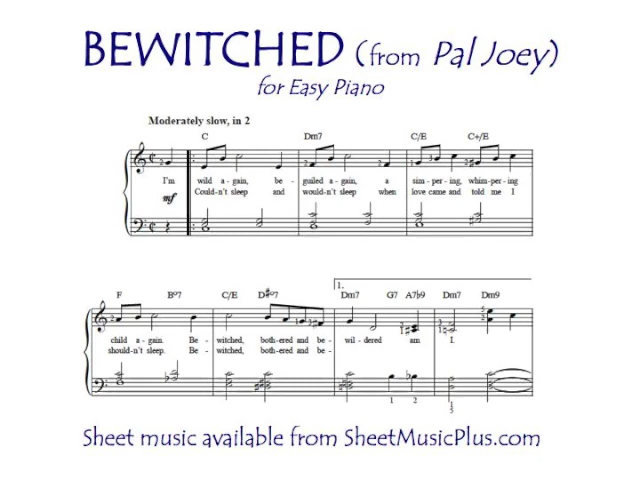 BEWITCHED (from Pal Joey)
for Easy Piano
Moderately slow, in 2
C Dm7 C/E C+/E
I'm wild a - gain, be - guiled a - gain, a sim - per - ing, whim - per - ing
Could - n't sleep and would - n't sleep when love came and told me I
mf
F B°7 C/E D#°7 Dm7 G7 A7b9 Dm7 Dm9
1.
child a - gain. Be - witched, both - ered and be - wil - dered am I.
should - n't sleep. Be - witched, both - ered and be -
Sheet music available from SheetMusicPlus.com